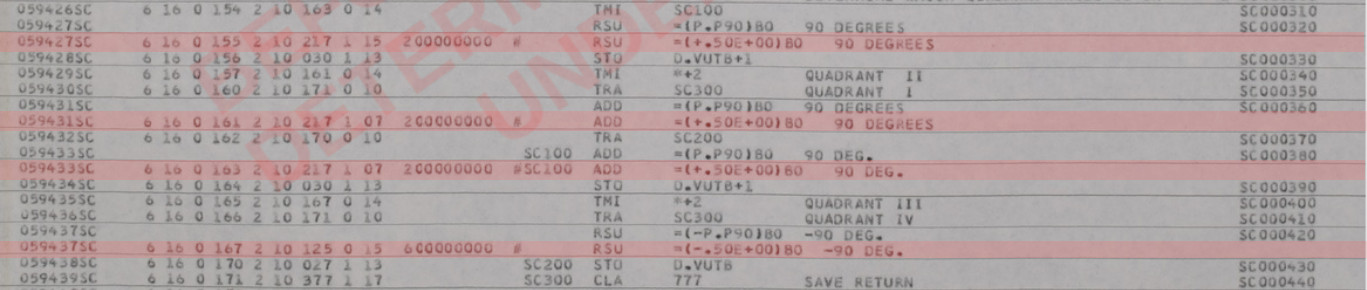 059426SC 6 16 0 154 2 10 163 0 14 TMI SC100 SC000310
059427SC RSU =(P.P90)B0 90 DEGREES SC000320
059427SC 6 16 0 155 2 10 217 1 15 200000000 # RSU =(+.50E+00)B0 90 DEGREES
059428SC 6 16 0 156 2 10 030 1 13 STO D.VUTB+1 SC000330
059429SC 6 16 0 157 2 10 161 0 14 TMI *+2 QUADRANT II SC000340
059430SC 6 16 0 160 2 10 171 0 10 TRA SC300 QUADRANT I SC000350
059431SC ADD =(P.P90)B0 90 DEGREES SC000360
059431SC 6 16 0 161 2 10 217 1 07 200000000 # ADD =(+.50E+00)B0 90 DEGREES
059432SC 6 16 0 162 2 10 170 0 10 TRA SC200 SC000370
059433SC SC100 ADD =(P.P90)B0 90 DEG. SC000380
059433SC 6 16 0 163 2 10 217 1 07 200000000 #SC100 ADD =(+.50E+00)B0 90 DEG.
059434SC 6 16 0 164 2 10 030 1 13 STO D.VUTB+1 SC000390
059435SC 6 16 0 165 2 10 167 0 14 TMI *+2 QUADRANT III SC000400
059436SC 6 16 0 166 2 10 171 0 10 TRA SC300 QUADRANT IV SC000410
059437SC RSU =(-P.P90)B0 -90 DEG. SC000420
059437SC 6 16 0 167 2 10 125 0 15 600000000 # RSU =(-.50E+00)B0 -90 DEG.
059438SC 6 16 0 170 2 10 027 1 13 SC200 STO D.VUTB SC000430
059439SC 6 16 0 171 2 10 377 1 17 SC300 CLA 777 SAVE RETURN SC000440